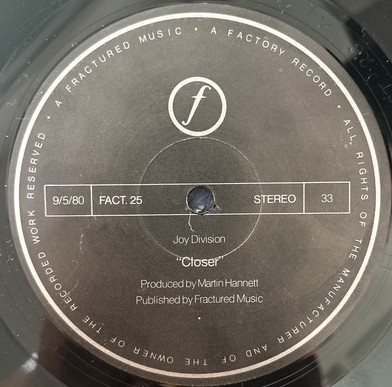 • A FRACTURED MUSIC • A FACTORY RECORD • ALL RIGHTS OF THE MANUFACTURER AND OF THE OWNER OF THE RECORDED WORK RESERVED
f
9/5/80 FACT. 25 STEREO 33
Joy Division
“Closer”
Produced by Martin Hannett
Published by Fractured Music